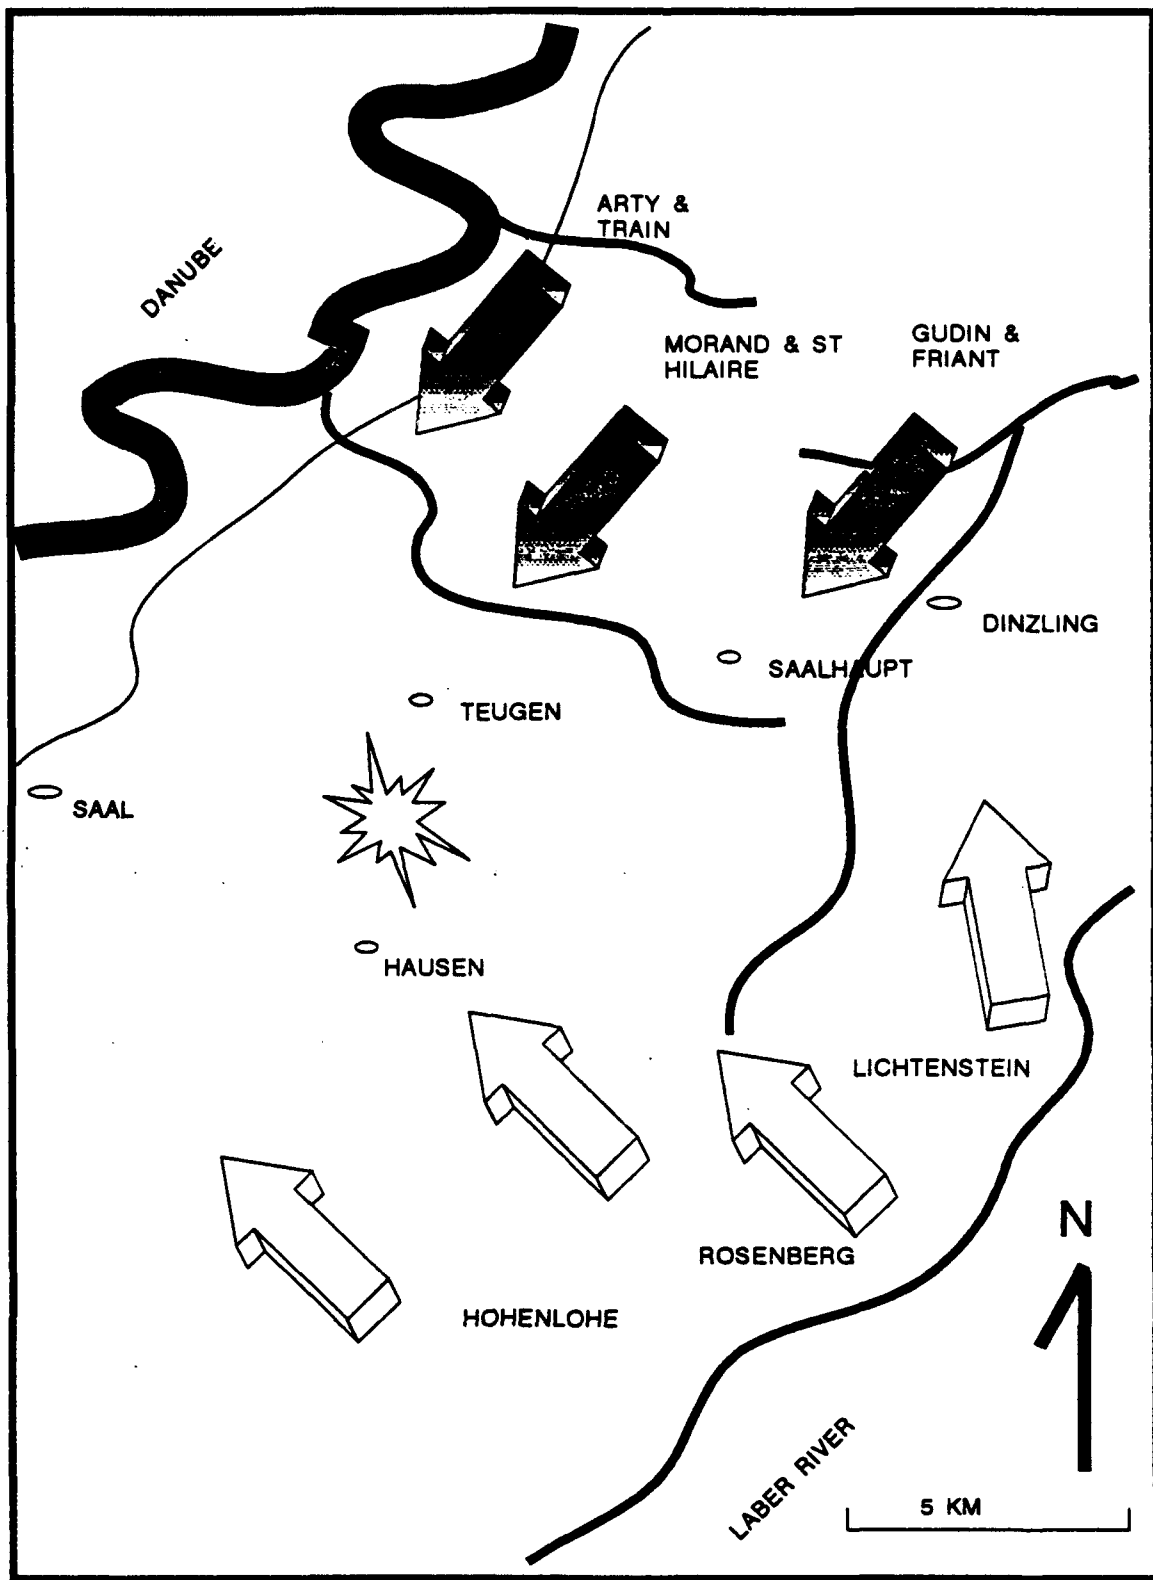 ARTY &
TRAIN
DANUBE
MORAND & ST
HILAIRE
GUDIN &
FRIANT
DINZLING
SAALHAUPT
TEUGEN
SAAL
HAUSEN
LICHTENSTEIN
N
ROSENBERG
HOHENLOHE
LABER RIVER
5 KM